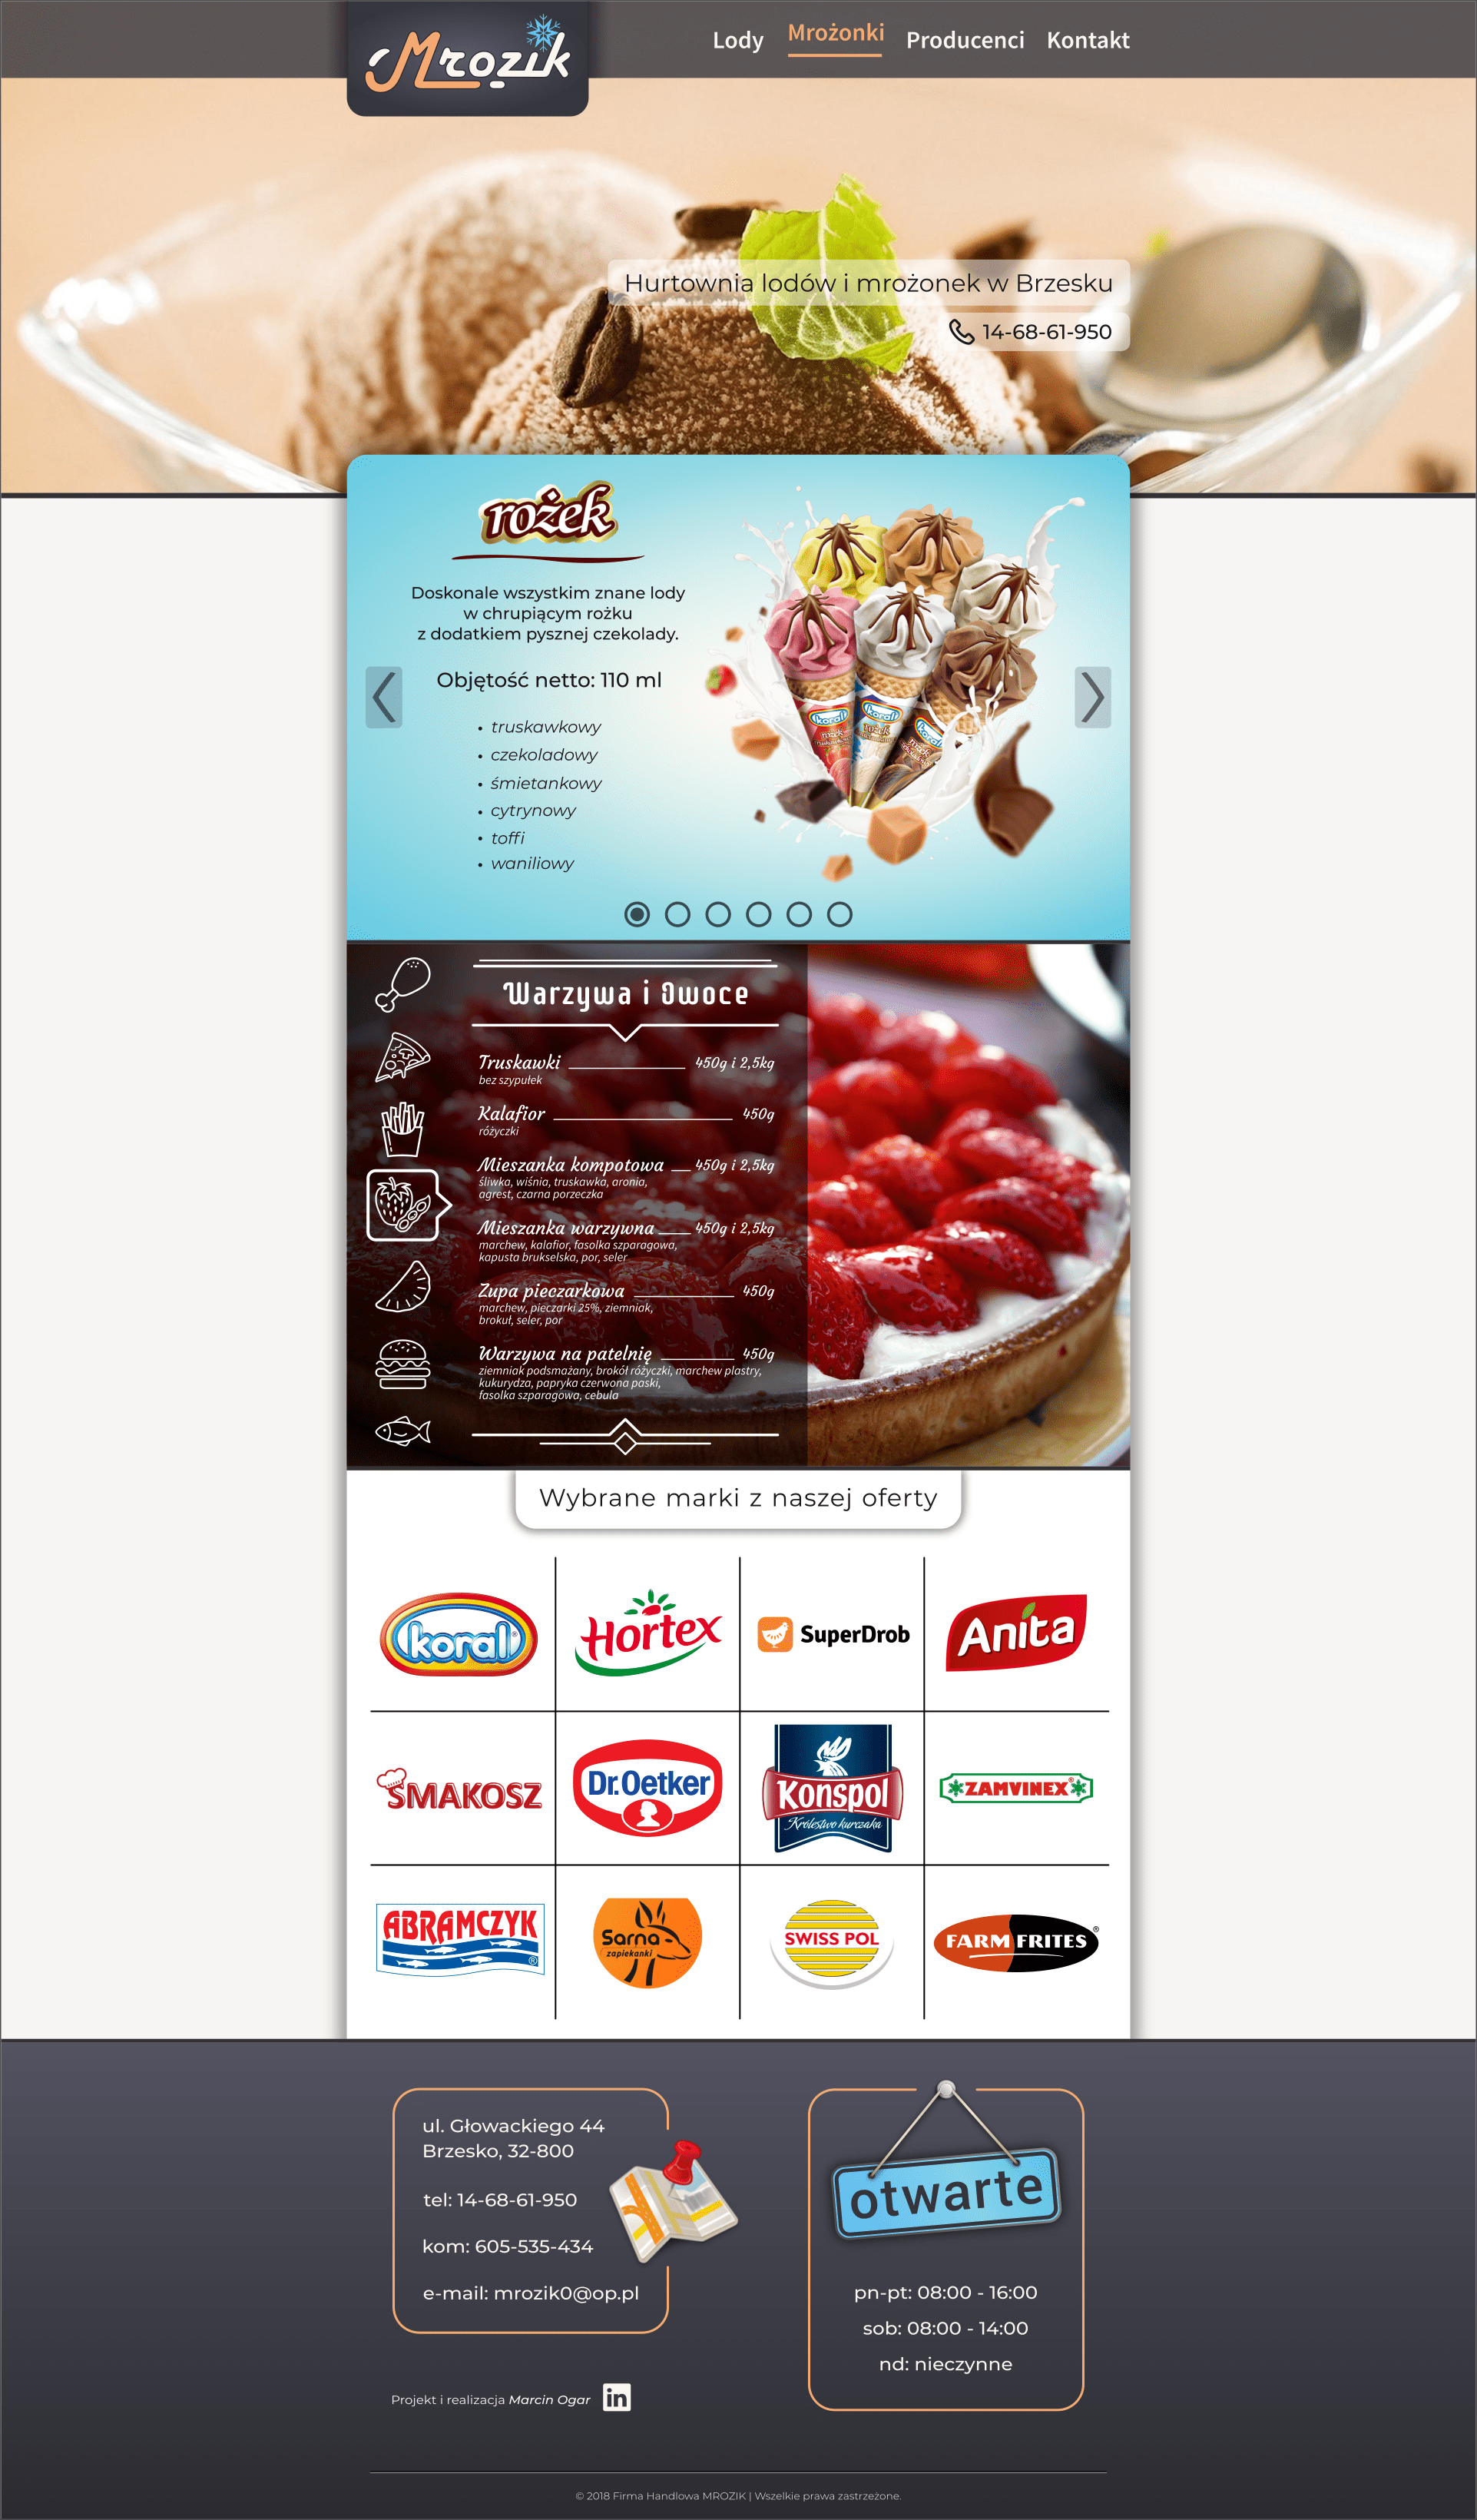 Mrozik
Lody Mrożonki Producenci Kontakt
Hurtownia lodów i mrożonek w Brzesku
14-68-61-950
rożek
Doskonale wszystkim znane lody
w chrupiącym rożku
z dodatkiem pysznej czekolady.
Objętość netto: 110 ml
• truskawkowy
• czekoladowy
• śmietankowy
• cytrynowy
• toffi
• waniliowy
koral
koral
koral
rożek
Warzywa i Owoce
Truskawki 450g i 2,5kg
bez szypułek
Kalafior 450g
różyczki
Mieszanka kompotowa 450g i 2,5kg
śliwka, wiśnia, truskawka, aronia,
agrest, czarna porzeczka
Mieszanka warzywna 450g i 2,5kg
marchew, kalafior, fasolka szparagowa,
kapusta brukselska, por, seler
Zupa pieczarkowa 450g
marchew, pieczarki 25%, ziemniak,
brokuł, seler, por
Warzywa na patelnię 450g
ziemniak podsmażany, brokół różyczki, marchew plastry,
kukurydza, papryka czerwona paski,
fasolka szparagowa, cebula
Wybrane marki z naszej oferty
koral®
Hortex
SuperDrob
Anita
SMAKOSZ
Dr.Oetker
Konspol
Królestwo kurczaka
ZAMVINEX®
ABRAMCZYK
®
Sarna
zapiekanki
SWISS POL
FARM FRITES®
ul. Głowackiego 44
Brzesko, 32-800
tel: 14-68-61-950
kom: 605-535-434
e-mail: mrozik0@op.pl
otwarte
pn-pt: 08:00 - 16:00
sob: 08:00 - 14:00
nd: nieczynne
Projekt i realizacja Marcin Ogar in
© 2018 Firma Handlowa MROZIK | Wszelkie prawa zastrzeżone.